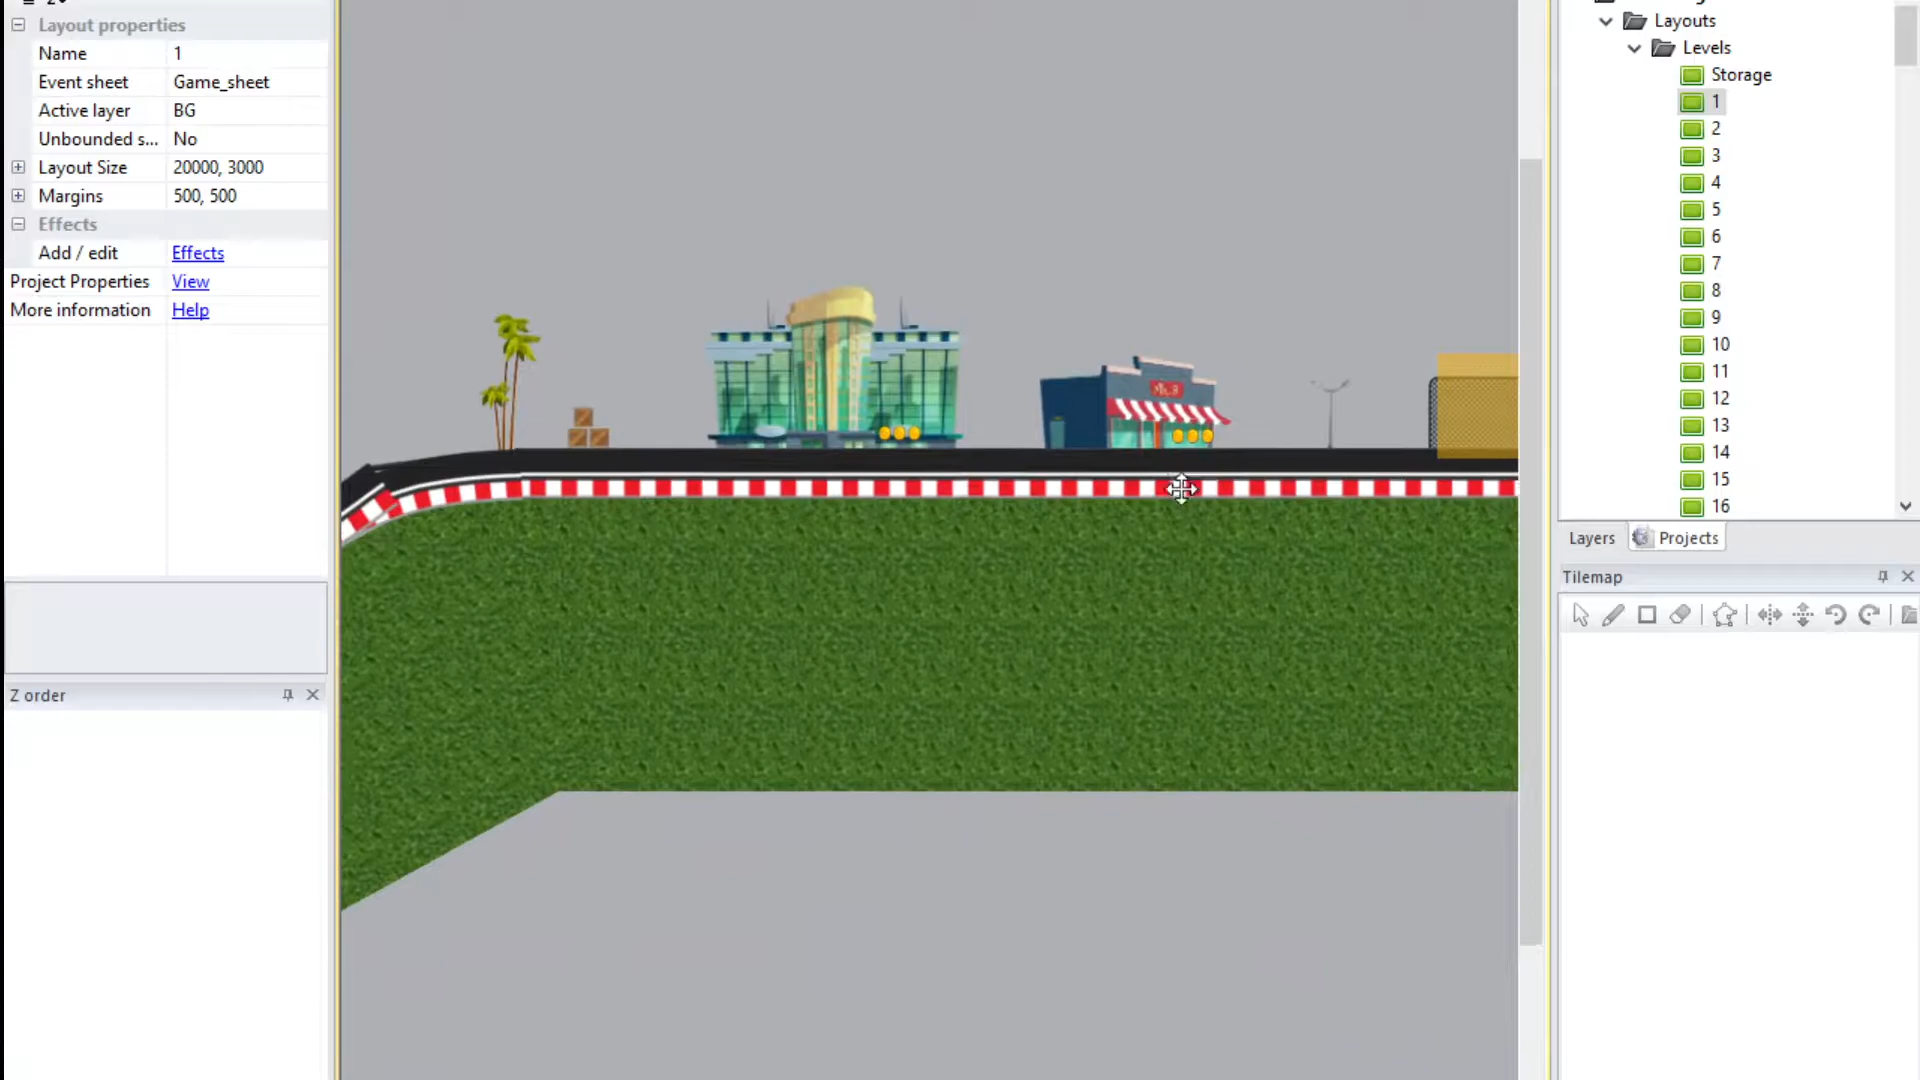 Layout properties
Name 1
Event sheet Game_sheet
Active layer BG
Unbounded s... No
Layout Size 20000, 3000
Margins 500, 500
Effects
Add / edit Effects
Project Properties View
More information Help
Z order
Layouts
Levels
Storage
1
2
3
4
5
6
7
8
9
10
11
12
13
14
15
16
Layers Projects
Tilemap